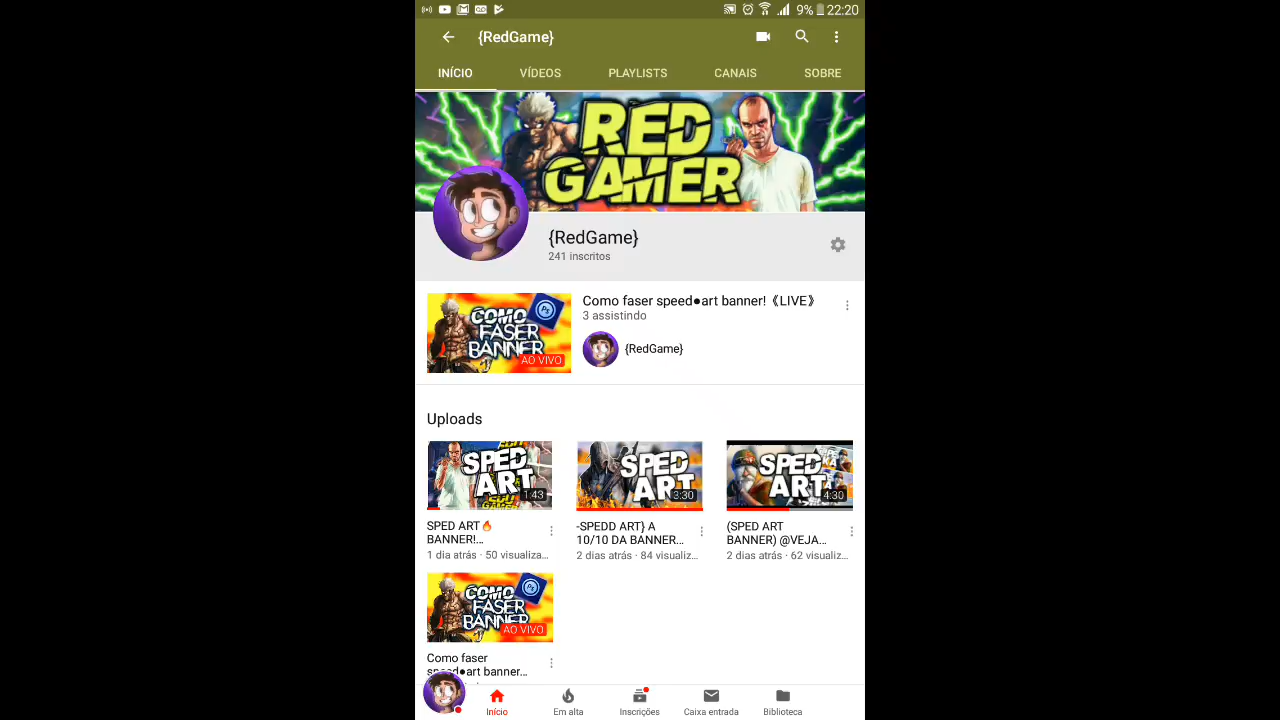 9% 22:20
{RedGame}
INÍCIO VÍDEOS PLAYLISTS CANAIS SOBRE
RED
GAMER
{RedGame}
241 inscritos
COMO
FASER
BANNER
AO VIVO
Como faser speed●art banner!《LIVE》
3 assistindo
{RedGame}
Uploads
SPED
ART
1:43
SPED ART🔥
BANNER!...
1 dia atrás · 50 visualiza...
SPED
ART
3:30
-SPEDD ART} A
10/10 DA BANNER...
2 dias atrás · 84 visualiz...
SPED
ART
4:30
(SPED ART
BANNER) @VEJA...
2 dias atrás · 62 visualiz...
COMO
FASER
BANNER
AO VIVO
Como faser
speed●art banner...
Início Em alta Inscrições Caixa entrada Biblioteca